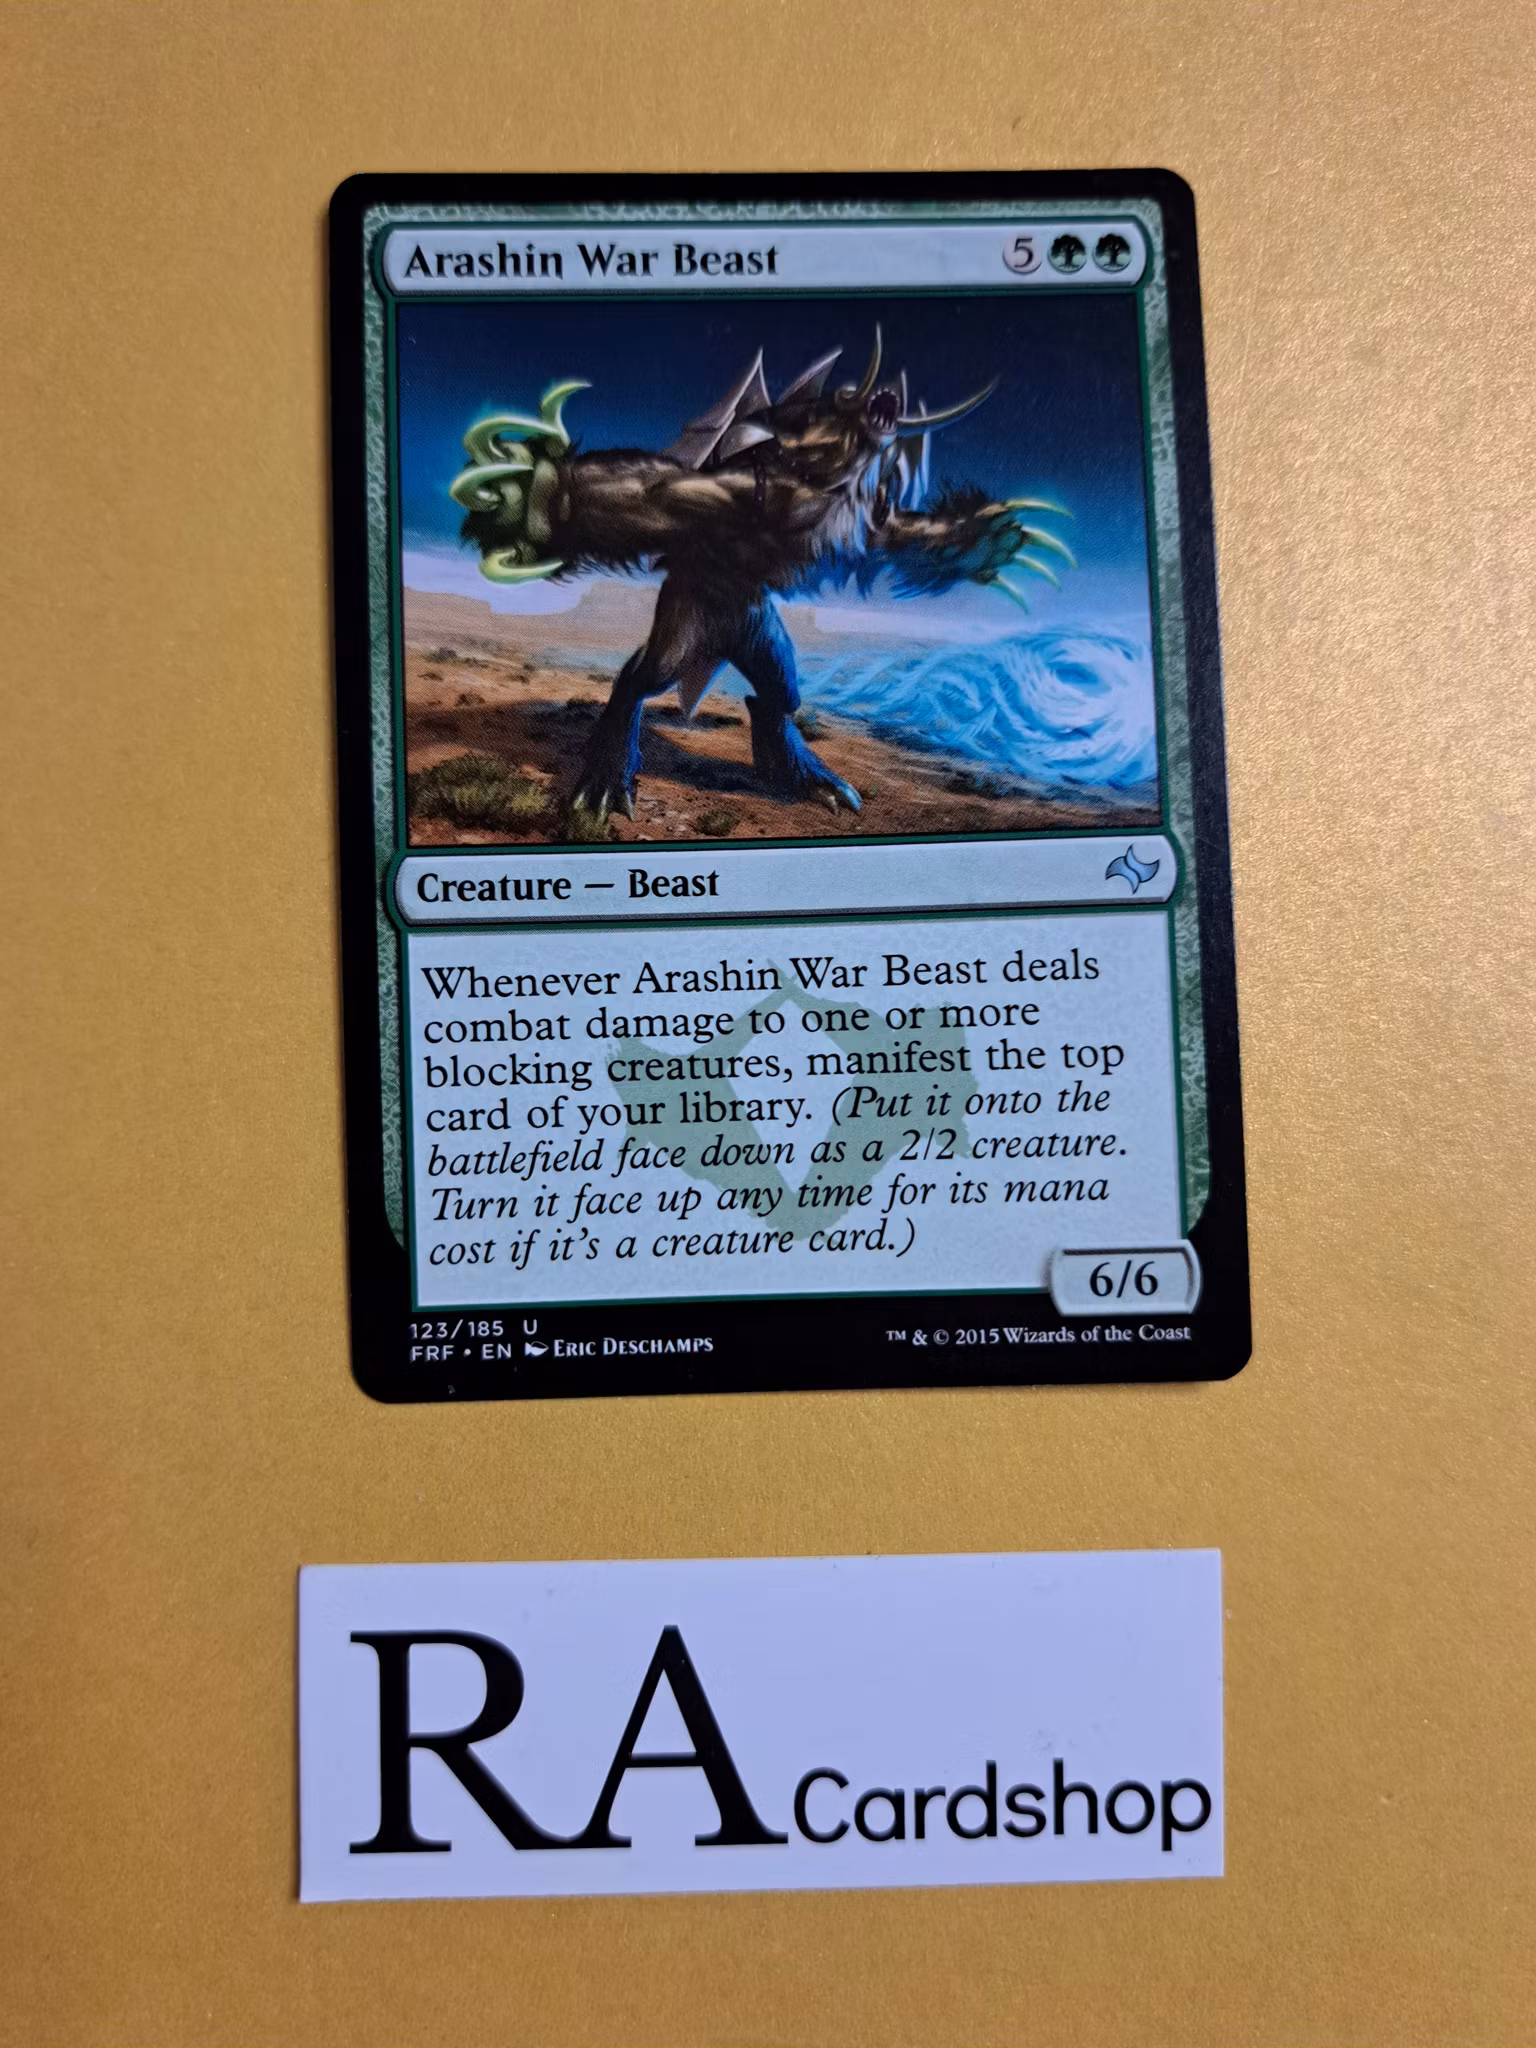 Arashin War Beast 5
Creature — Beast
Whenever Arashin War Beast deals
combat damage to one or more
blocking creatures, manifest the top
card of your library. (Put it onto the
battlefield face down as a 2/2 creature.
Turn it face up any time for its mana
cost if it's a creature card.)
6/6
123/185 U
FRF • EN Eric Deschamps
™ & © 2015 Wizards of the Coast
RA Cardshop